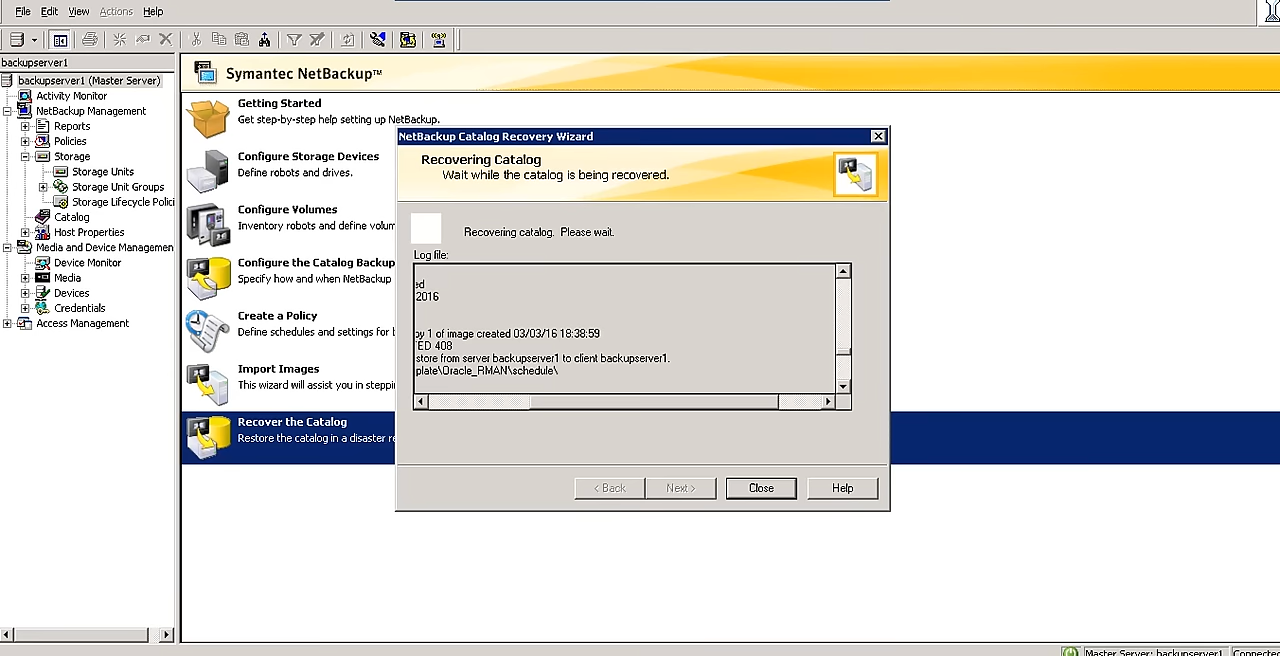 File Edit View Actions Help
backupserver1
backupserver1 (Master Server)
Activity Monitor
NetBackup Management
Reports
Policies
Storage
Storage Units
Storage Unit Groups
Storage Lifecycle Polici
Catalog
Host Properties
Media and Device Managemen
Device Monitor
Media
Devices
Credentials
Access Management
Symantec NetBackup™
Getting Started
Get step-by-step help setting up NetBackup.
Configure Storage Devices
Define robots and drives.
Configure Volumes
Inventory robots and define volum
Configure the Catalog Backup
Specify how and when NetBackup
Create a Policy
Define schedules and settings for b
Import Images
This wizard will assist you in steppi
Recover the Catalog
Restore the catalog in a disaster re
NetBackup Catalog Recovery Wizard
Recovering Catalog
Wait while the catalog is being recovered.
Recovering catalog. Please wait.
Log file:
ed
2016
py 1 of image created 03/03/16 18:38:59
TED 408
store from server backupserver1 to client backupserver1.
plate\Oracle_RMAN\schedule\
< Back Next > Close Help
Master Server: backupserver1 Connected